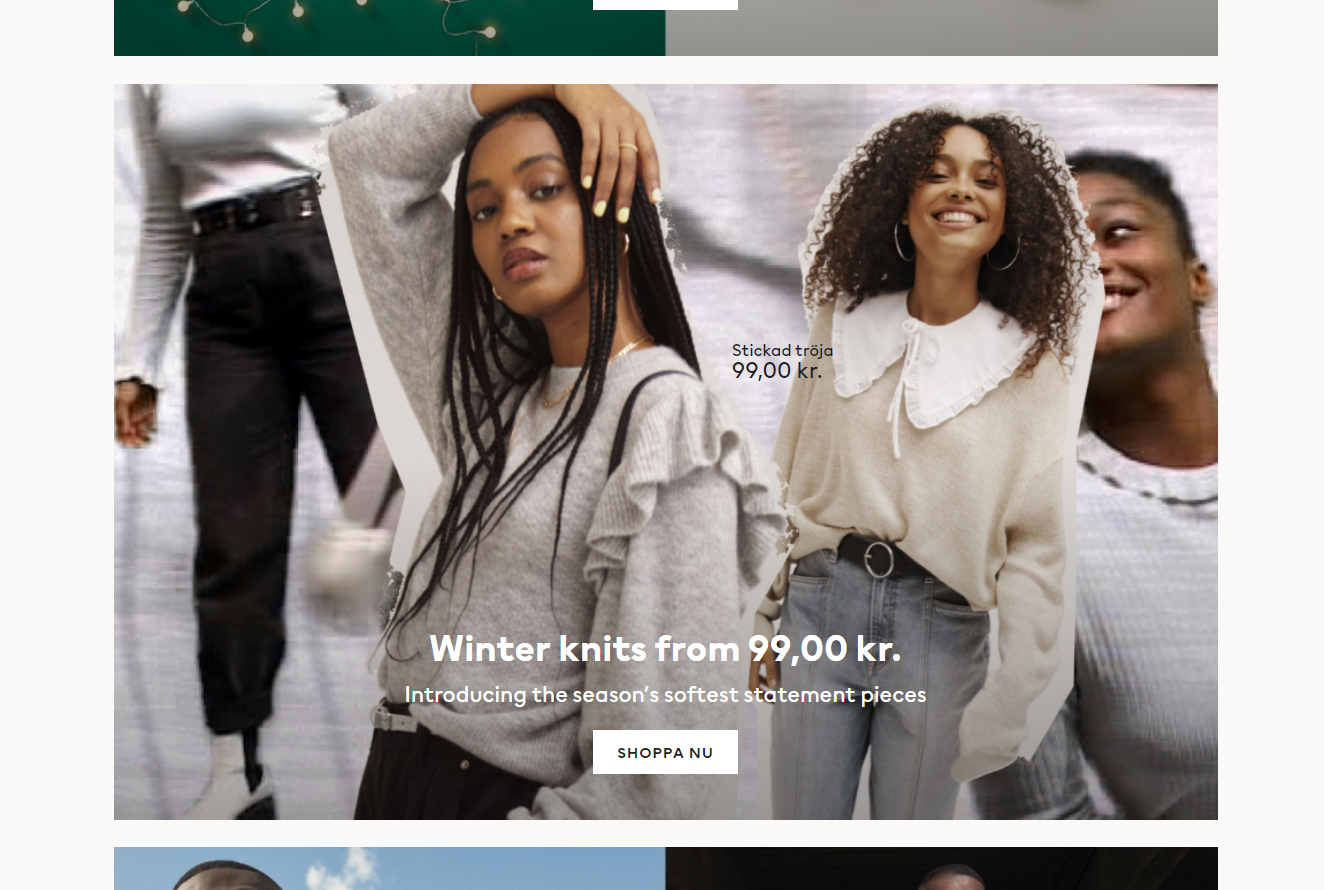 Stickad tröja
99,00 kr.
Winter knits from 99,00 kr.
Introducing the season’s softest statement pieces
SHOPPA NU